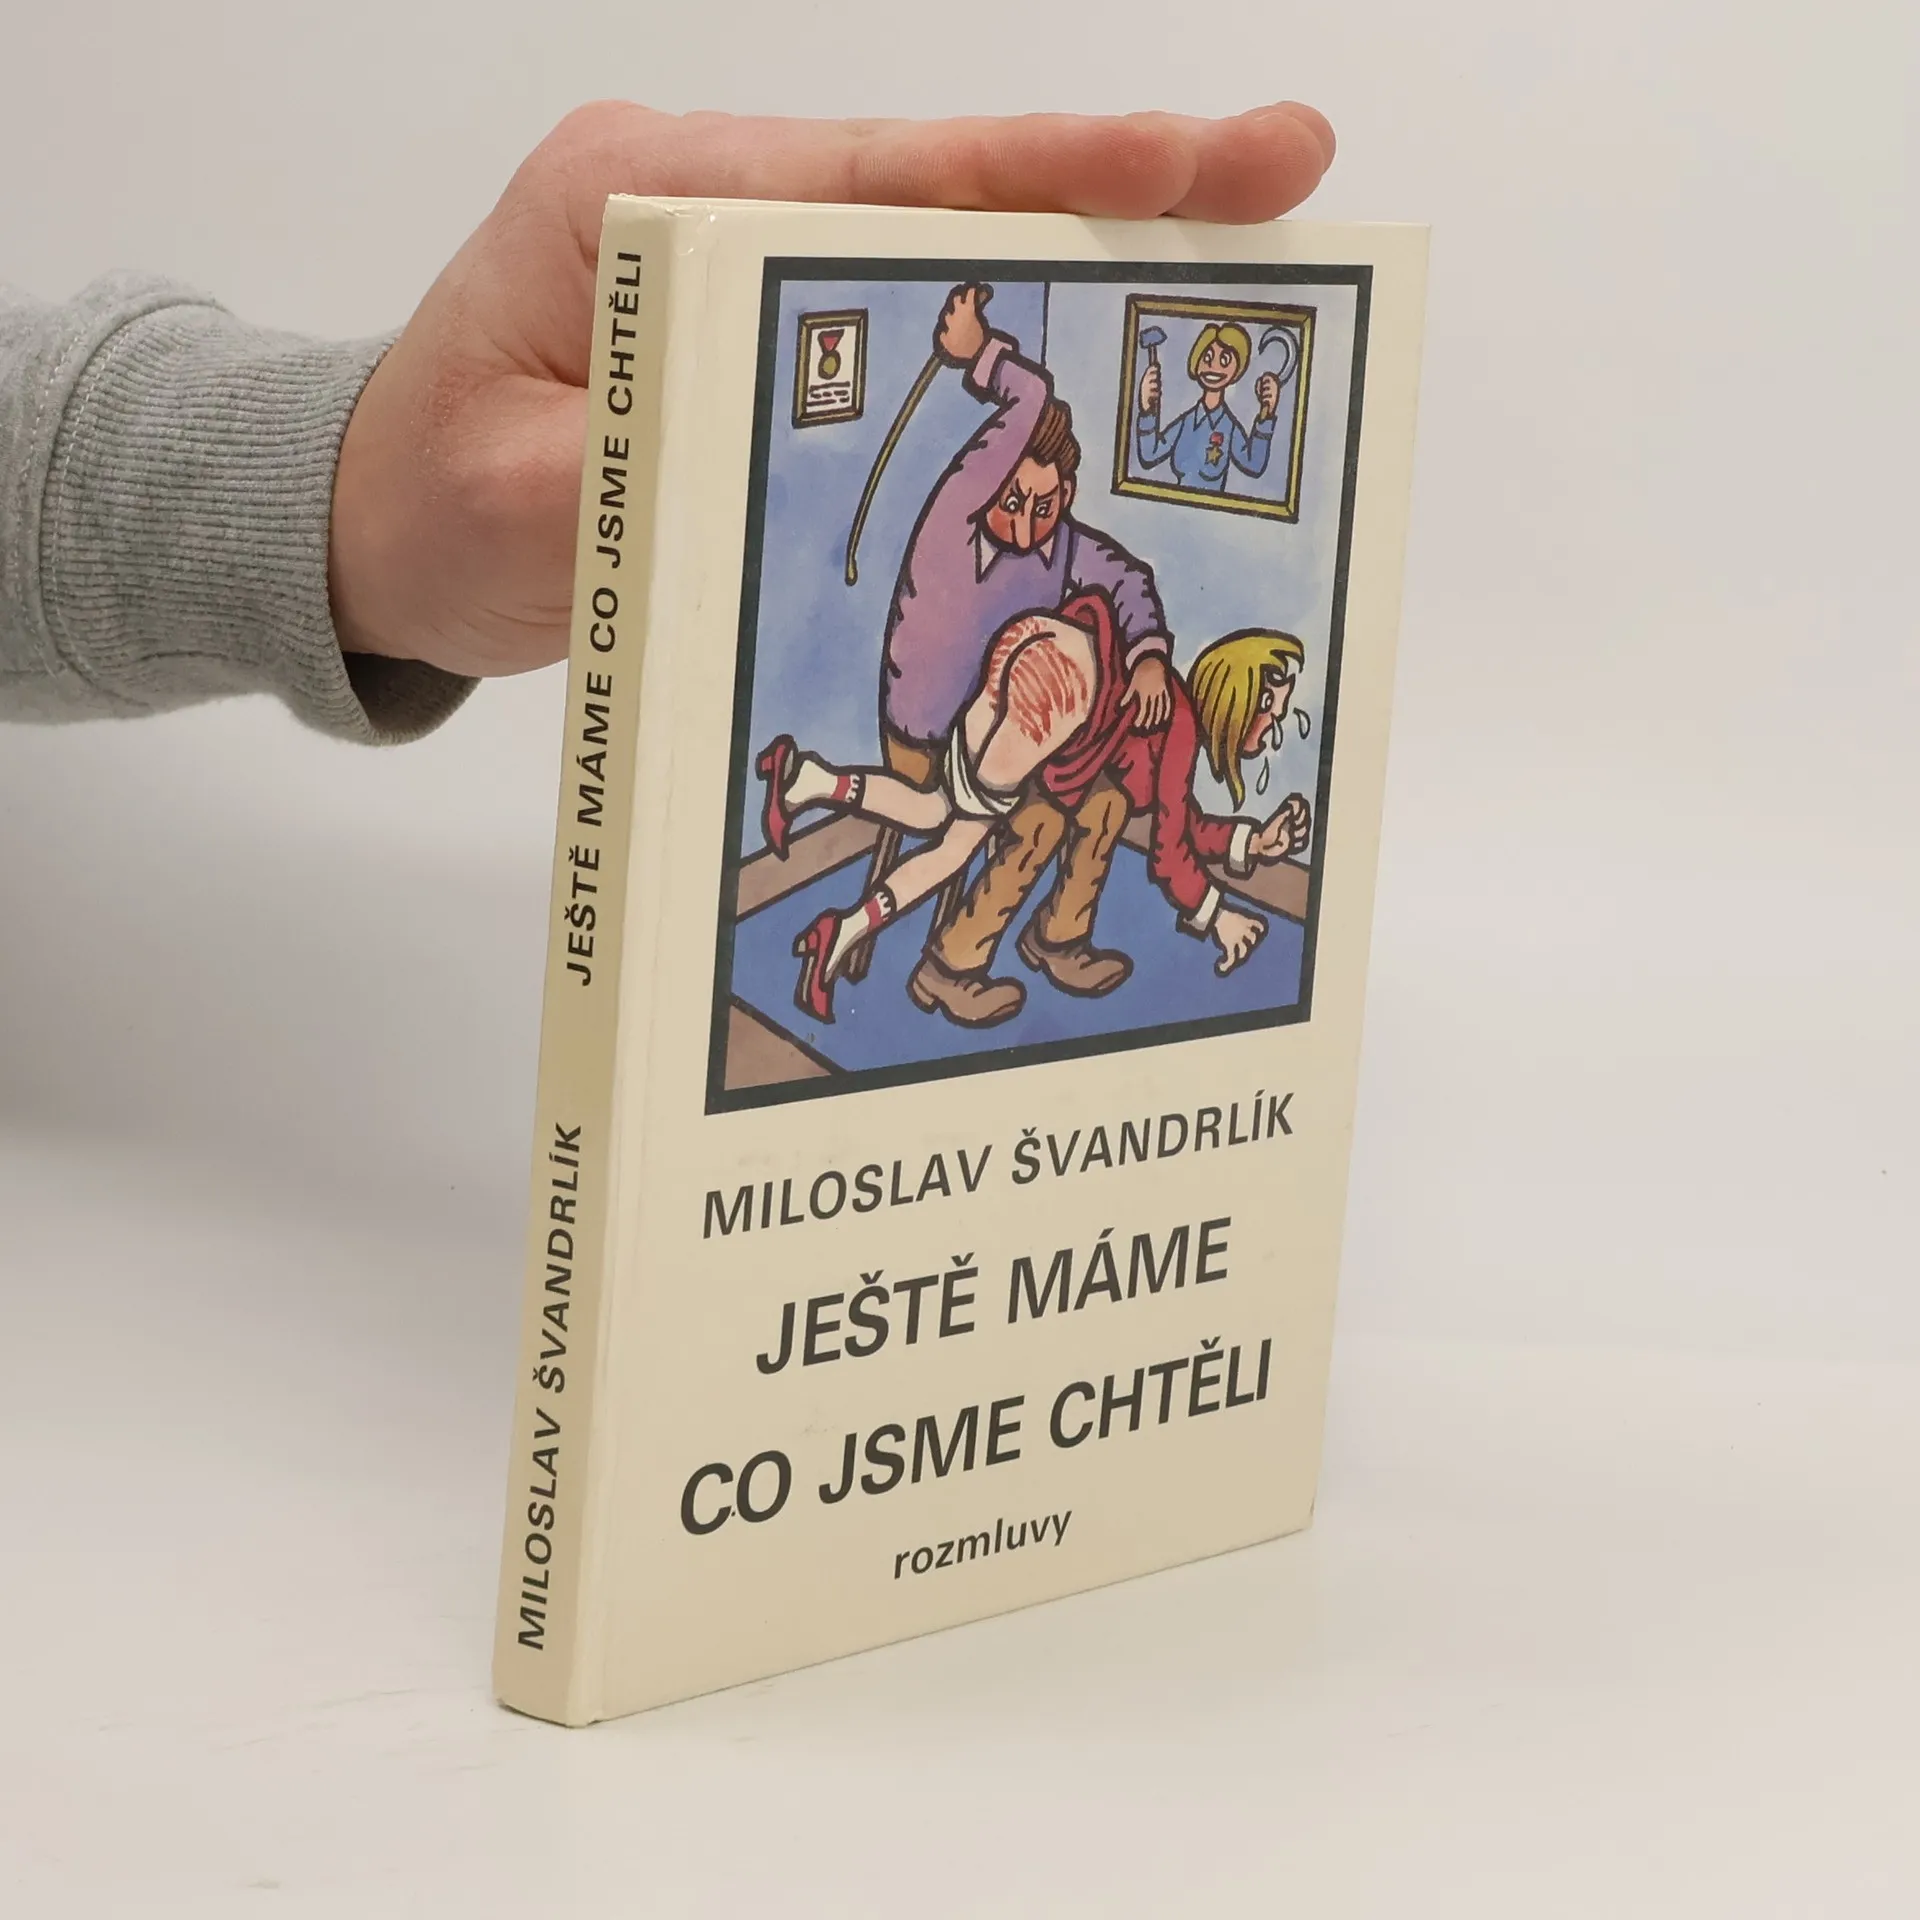 MILOSLAV ŠVANDRLÍK JEŠTĚ MÁME CO JSME CHTĚLI
MILOSLAV ŠVANDRLÍK
JEŠTĚ MÁME
CO JSME CHTĚLI
rozmluvy